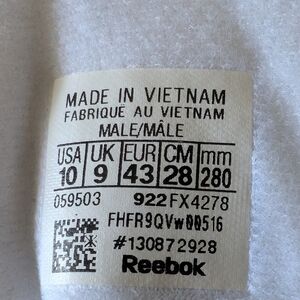 MADE IN VIETNAM
FABRIQUÉ AU VIETNAM
MALE/MÂLE
USA UK EUR CM mm
10 9 43 28 280
059503 922 FX4278
FHFR9QVw00516
#130872928
Reebok